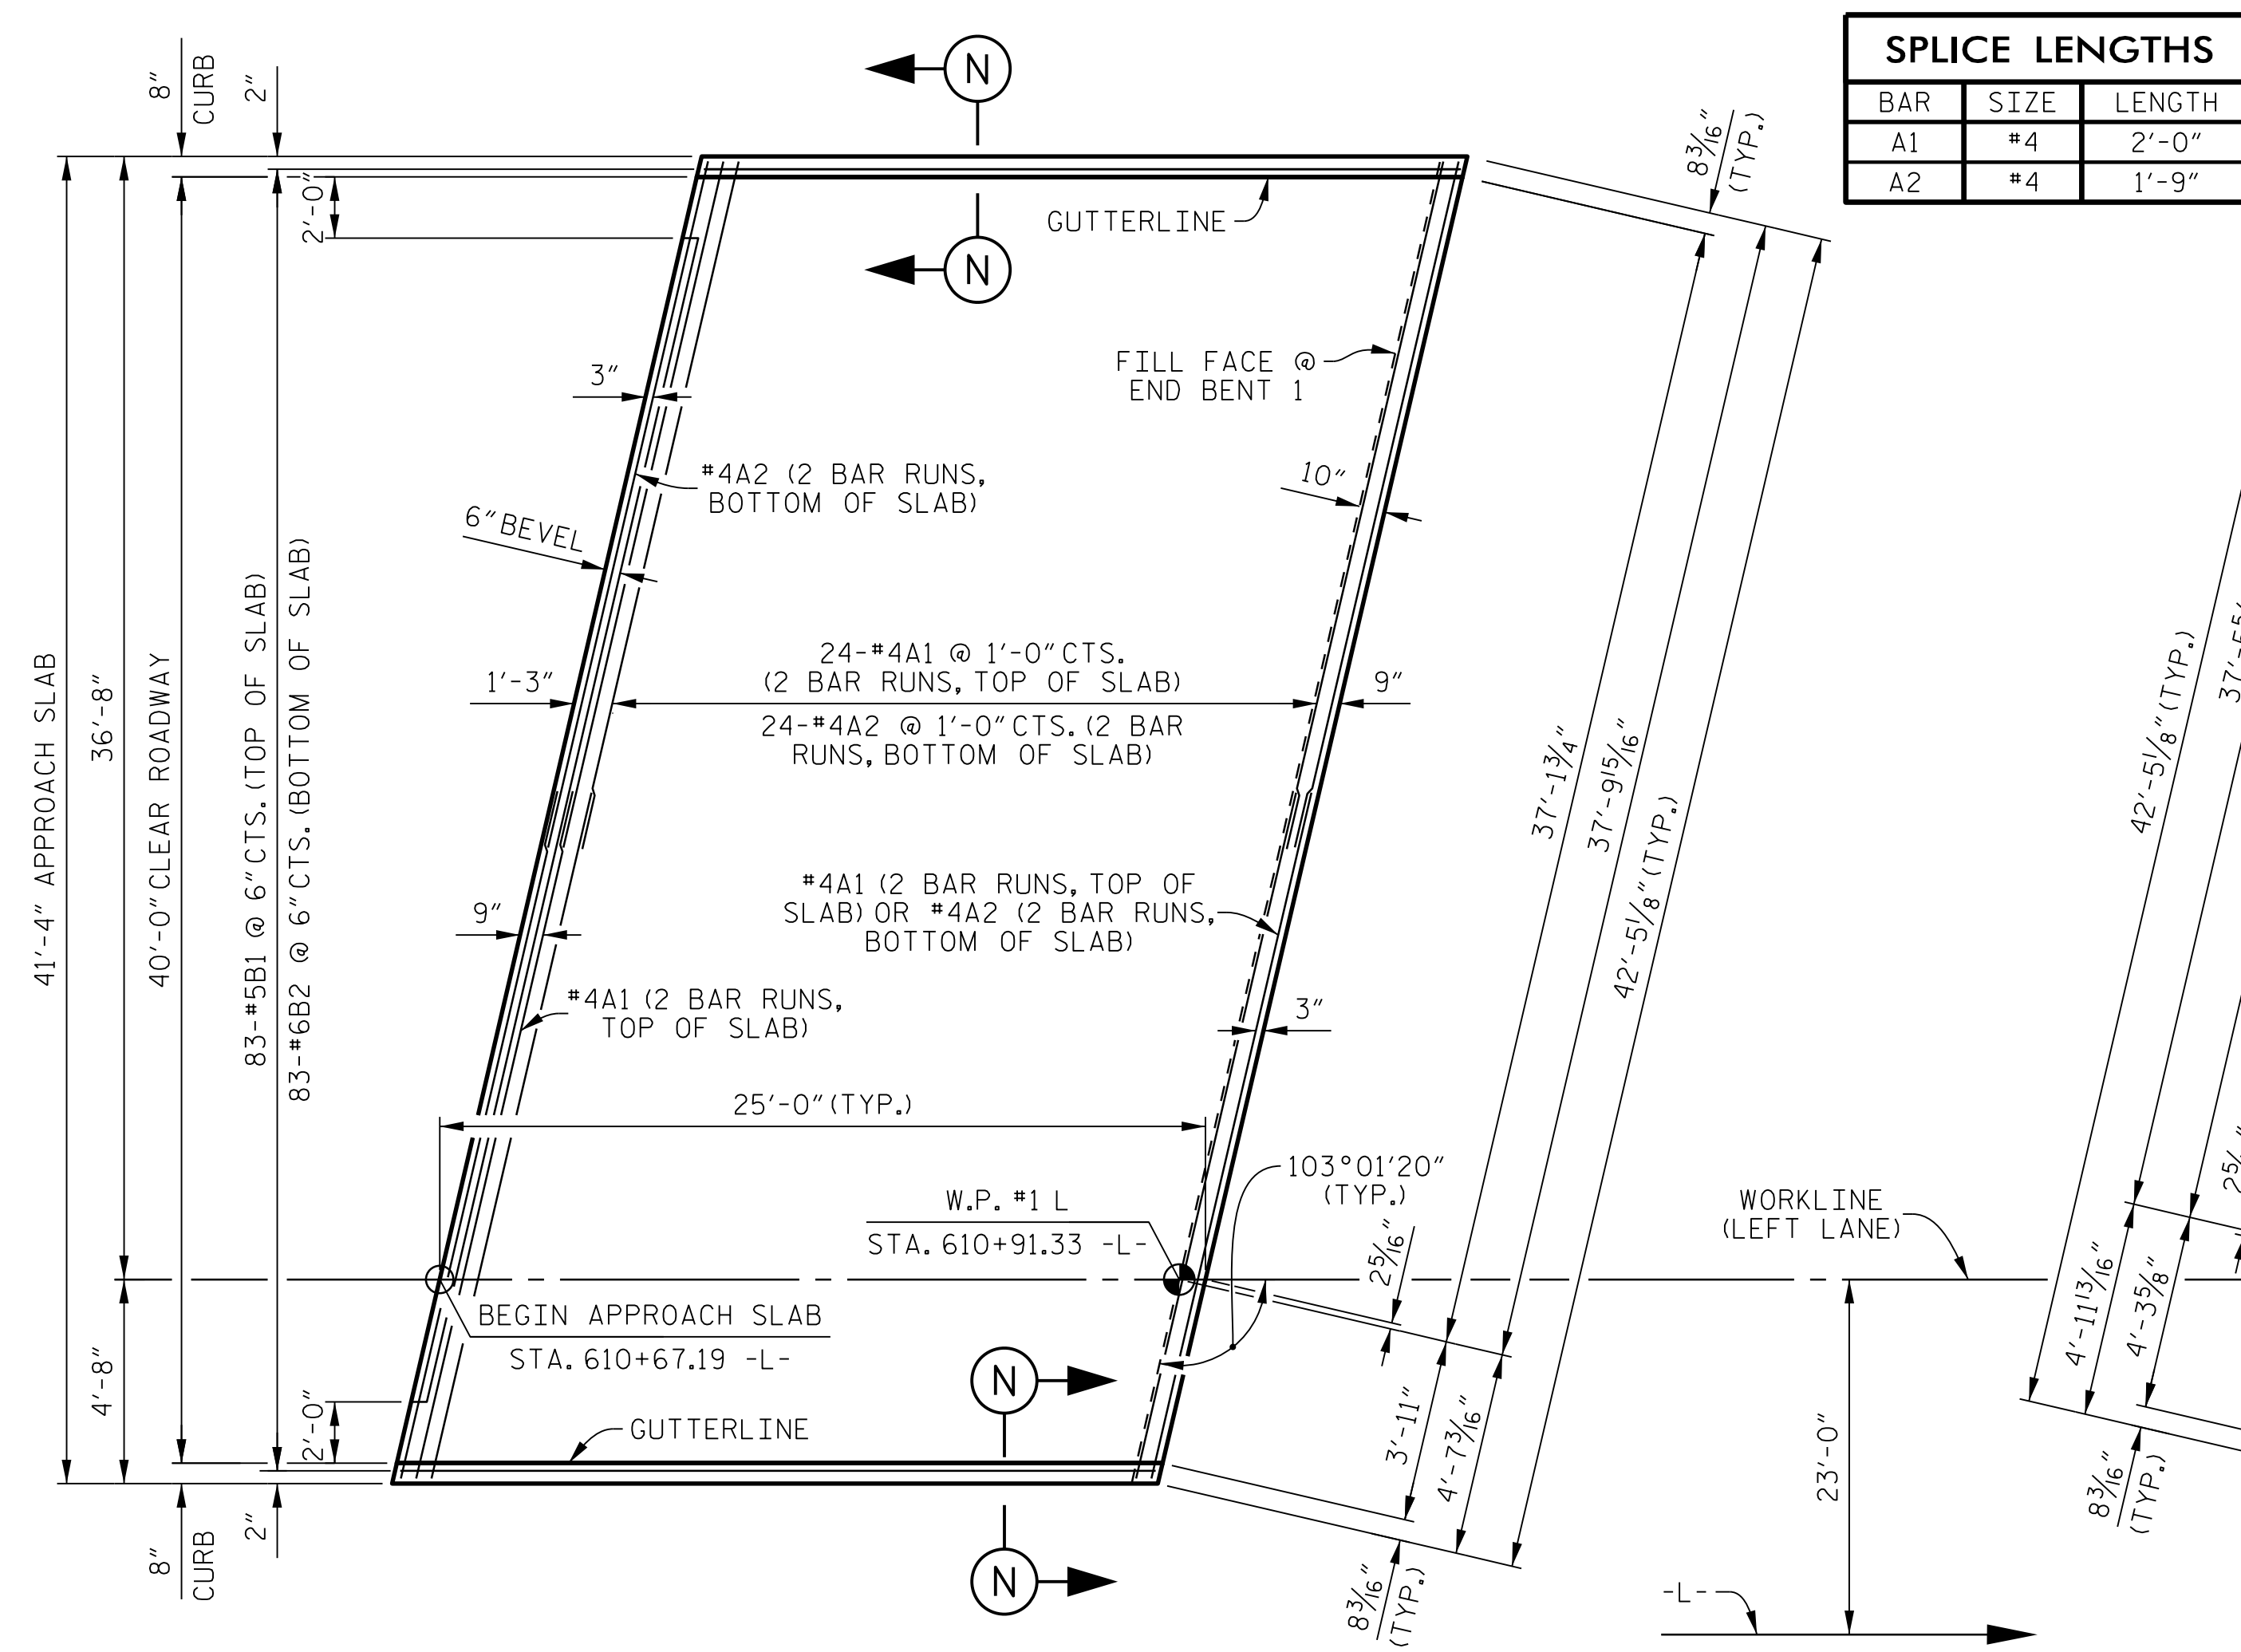 SPLICE LENGTHS
BAR SIZE LENGTH
A1 #4 2'-0"
A2 #4 1'-9"
8"
CURB
2"
N
N
8 3/16"
(TYP.)
2'-0"
GUTTERLINE
FILL FACE @
END BENT 1
3"
10"
#4A2 (2 BAR RUNS,
BOTTOM OF SLAB)
6" BEVEL
41'-4" APPROACH SLAB
36'-8"
40'-0" CLEAR ROADWAY
83-#5B1 @ 6" CTS. (TOP OF SLAB)
83-#6B2 @ 6" CTS. (BOTTOM OF SLAB)
1'-3"
24-#4A1 @ 1'-0" CTS.
(2 BAR RUNS, TOP OF SLAB)
24-#4A2 @ 1'-0" CTS. (2 BAR
RUNS, BOTTOM OF SLAB)
9"
37'-1 3/4"
37'-9 15/16"
42'-5 1/8" (TYP.)
42'-5 1/8" (TYP.)
9"
#4A1 (2 BAR RUNS, TOP OF
SLAB) OR #4A2 (2 BAR RUNS,
BOTTOM OF SLAB)
#4A1 (2 BAR RUNS,
TOP OF SLAB)
3"
25'-0" (TYP.)
103°01'20"
(TYP.)
W.P. #1 L
STA. 610+91.33 -L-
2 5/16"
WORKLINE
(LEFT LANE)
BEGIN APPROACH SLAB
STA. 610+67.19 -L-
4'-8"
2'-0"
GUTTERLINE
N
N
3'-11"
4'-7 3/16"
4'-11 13/16"
4'-3 5/8"
23'-0"
8 3/16"
(TYP.)
8 3/16"
(TYP.)
8"
CURB
2"
-L-